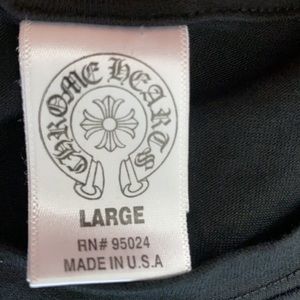 CHROME HEARTS
LARGE
RN# 95024
MADE IN U.S.A